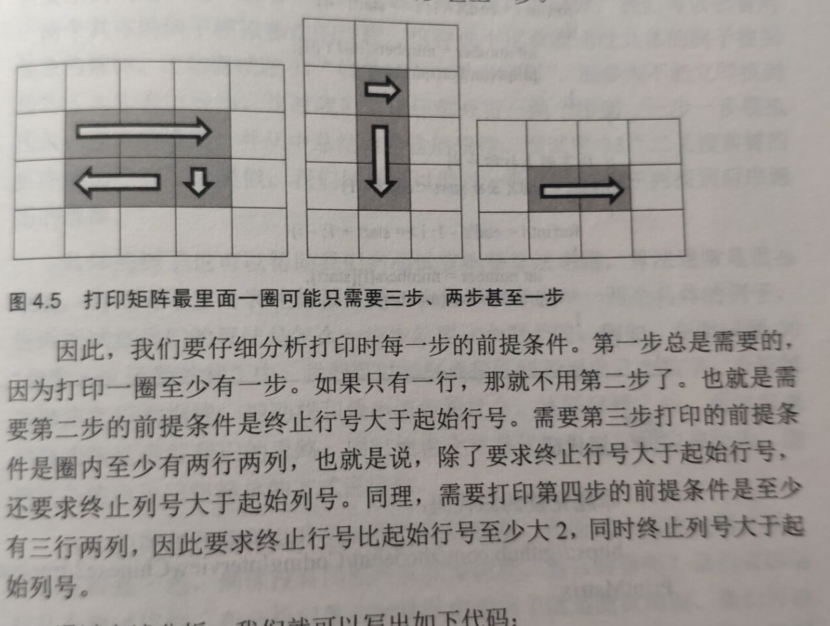 图 4.5 打印矩阵最里面一圈可能只需要三步、两步甚至一步
因此，我们要仔细分析打印时每一步的前提条件。第一步总是需要的，
因为打印一圈至少有一步。如果只有一行，那就不用第二步了。也就是需
要第二步的前提条件是终止行号大于起始行号。需要第三步打印的前提条
件是圈内至少有两行两列，也就是说，除了要求终止行号大于起始行号，
还要求终止列号大于起始列号。同理，需要打印第四步的前提条件是至少
有三行两列，因此要求终止行号比起始行号至少大 2，同时终止列号大于起
始列号。
我们就可以写出如下代码：